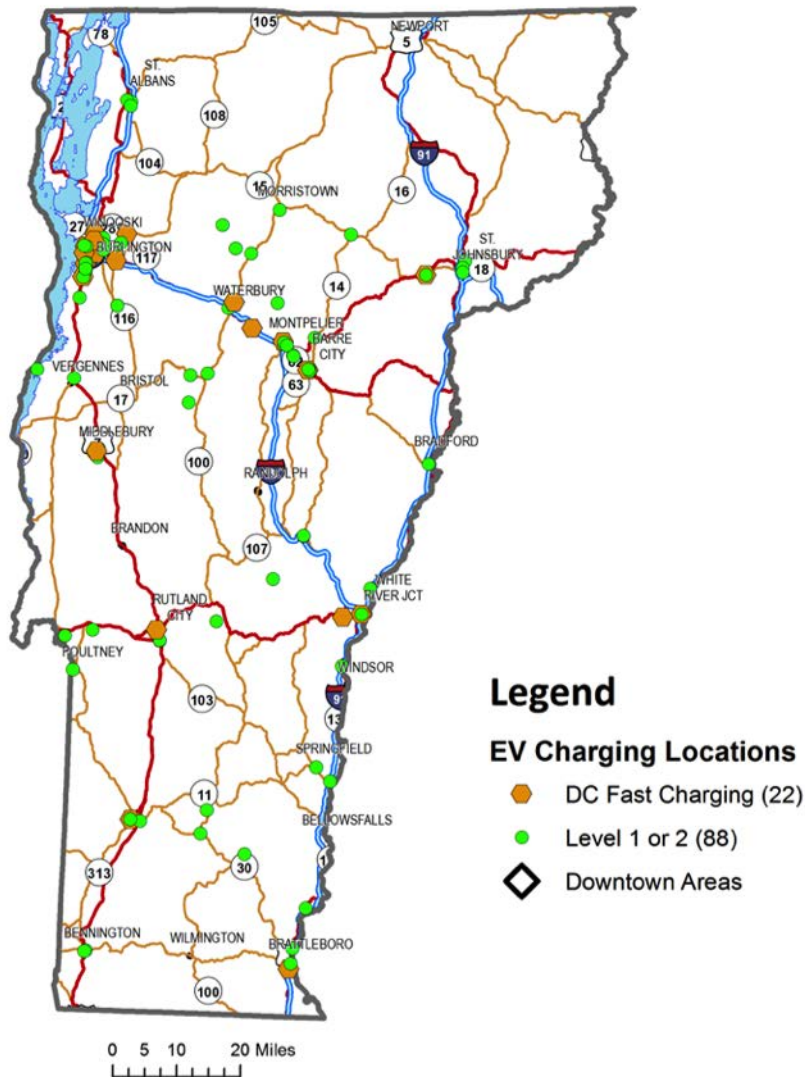 105
NEWPORT
5
78
ST.
ALBANS
108
91
104
15
16
MORRISTOWN
27
WINOOSKI
BURLINGTON
117
ST.
JOHNSBURY
18
14
WATERBURY
116
MONTPELIER
BARRE
CITY
62
63
VERGENNES
BRISTOL
17
MIDDLEBURY
BRADFORD
100
RANDOLPH
BRANDON
107
WHITE
RIVER JCT
RUTLAND
CITY
POULTNEY
WINDSOR
103
13
SPRINGFIELD
11
BELLOWSFALLS
30
313
1
BENNINGTON
WILMINGTON
BRATTLEBORO
100
Legend
EV Charging Locations
DC Fast Charging (22)
Level 1 or 2 (88)
Downtown Areas
0 5 10 20 Miles